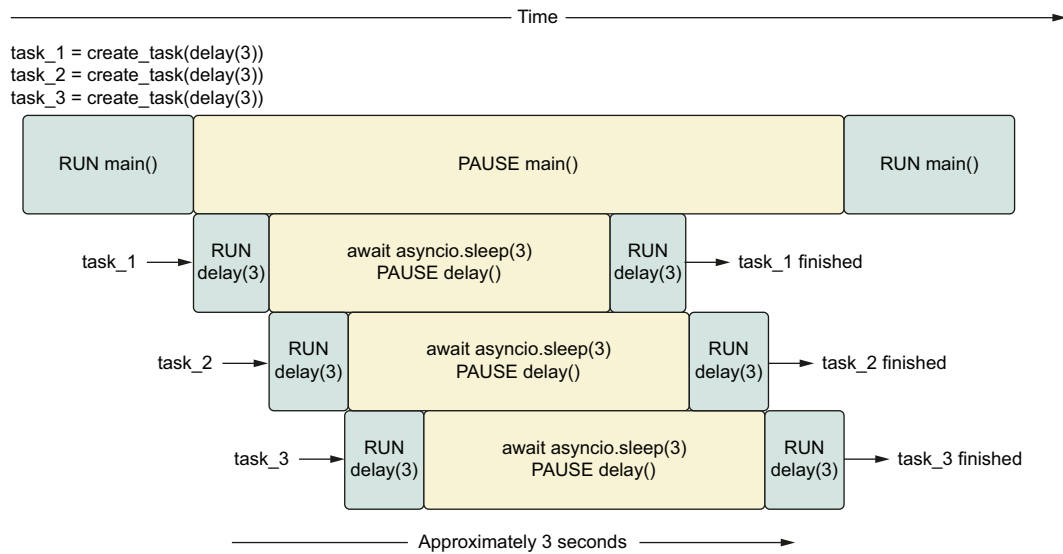 Time
task_1 = create_task(delay(3))
task_2 = create_task(delay(3))
task_3 = create_task(delay(3))
RUN main()
PAUSE main()
RUN main()
task_1
RUN
delay(3)
await asyncio.sleep(3)
PAUSE delay()
RUN
delay(3)
task_1 finished
task_2
RUN
delay(3)
await asyncio.sleep(3)
PAUSE delay()
RUN
delay(3)
task_2 finished
task_3
RUN
delay(3)
await asyncio.sleep(3)
PAUSE delay()
RUN
delay(3)
task_3 finished
Approximately 3 seconds